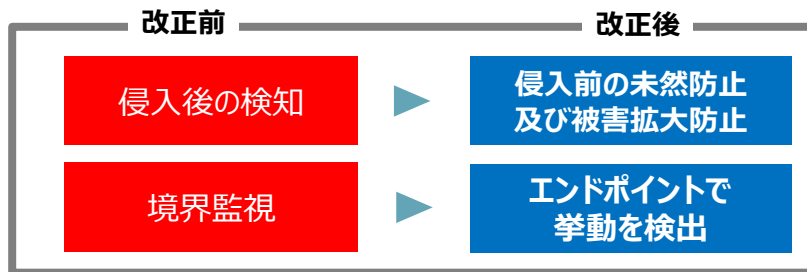 改正前
改正後
侵入後の検知
侵入前の未然防止
及び被害拡大防止
境界監視
エンドポイントで
挙動を検出